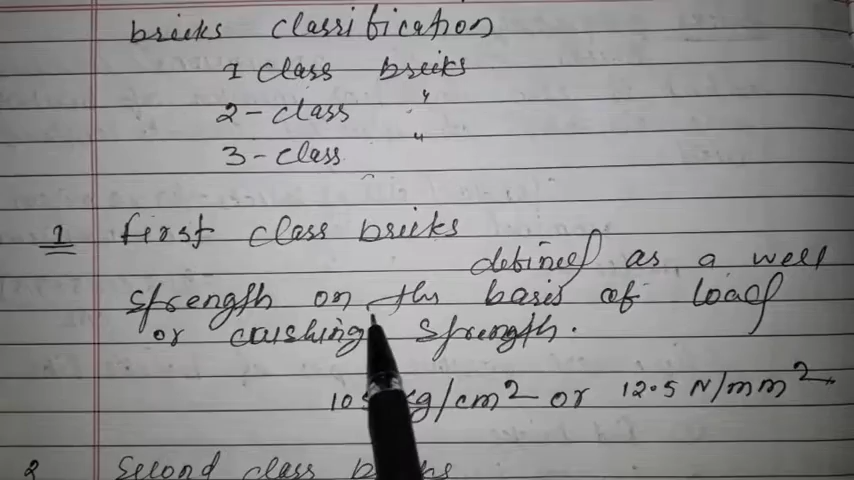 bricks classification
1 class bricks
2-class "
3-class "
1 first class bricks
defined as a well
strength on the basis of load
or crushing strength.
kg/cm2 or 12.5 N/mm2
2 Second class